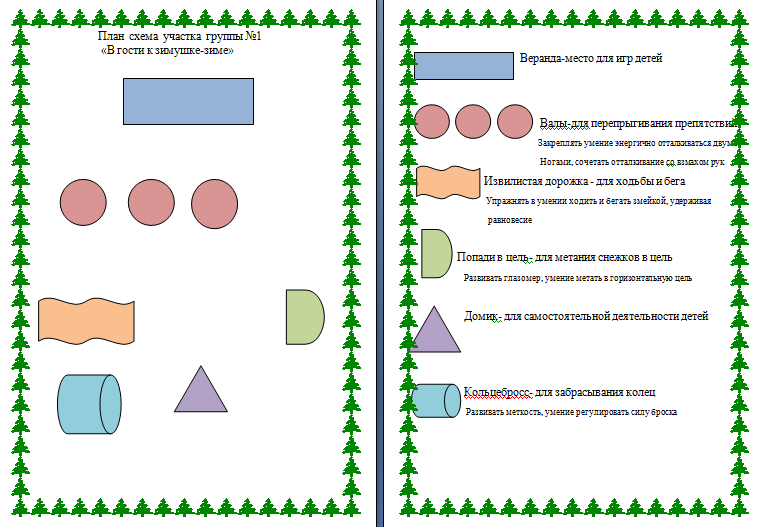 План схема участка группы №1
«В гости к зимушке-зиме»
Веранда-место для игр детей
Валы-для перепрыгивания препятствий
Закреплять умение энергично отталкиваться двумя
Ногами, сочетать отталкивание со взмахом рук
Извилистая дорожка - для ходьбы и бега
Упражнять в умении ходить и бегать змейкой, удерживая
равновесие
Попади в цель- для метания снежков в цель
Развивать глазомер, умение метать в горизонтальную цель
Домик- для самостоятельной деятельности детей
Кольцебросс- для забрасывания колец
Развивать меткость, умение регулировать силу броска